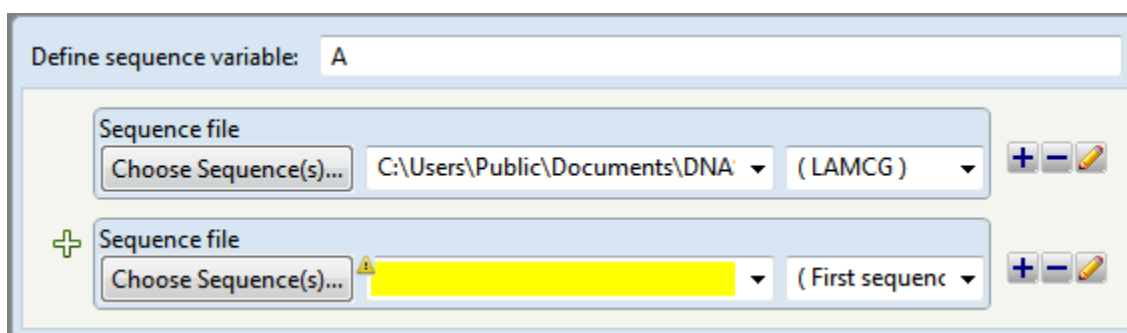 Define sequence variable: A
Sequence file
Choose Sequence(s)... C:\Users\Public\Documents\DNA: ( LAMCG )
Sequence file
Choose Sequence(s)... ( First sequenc